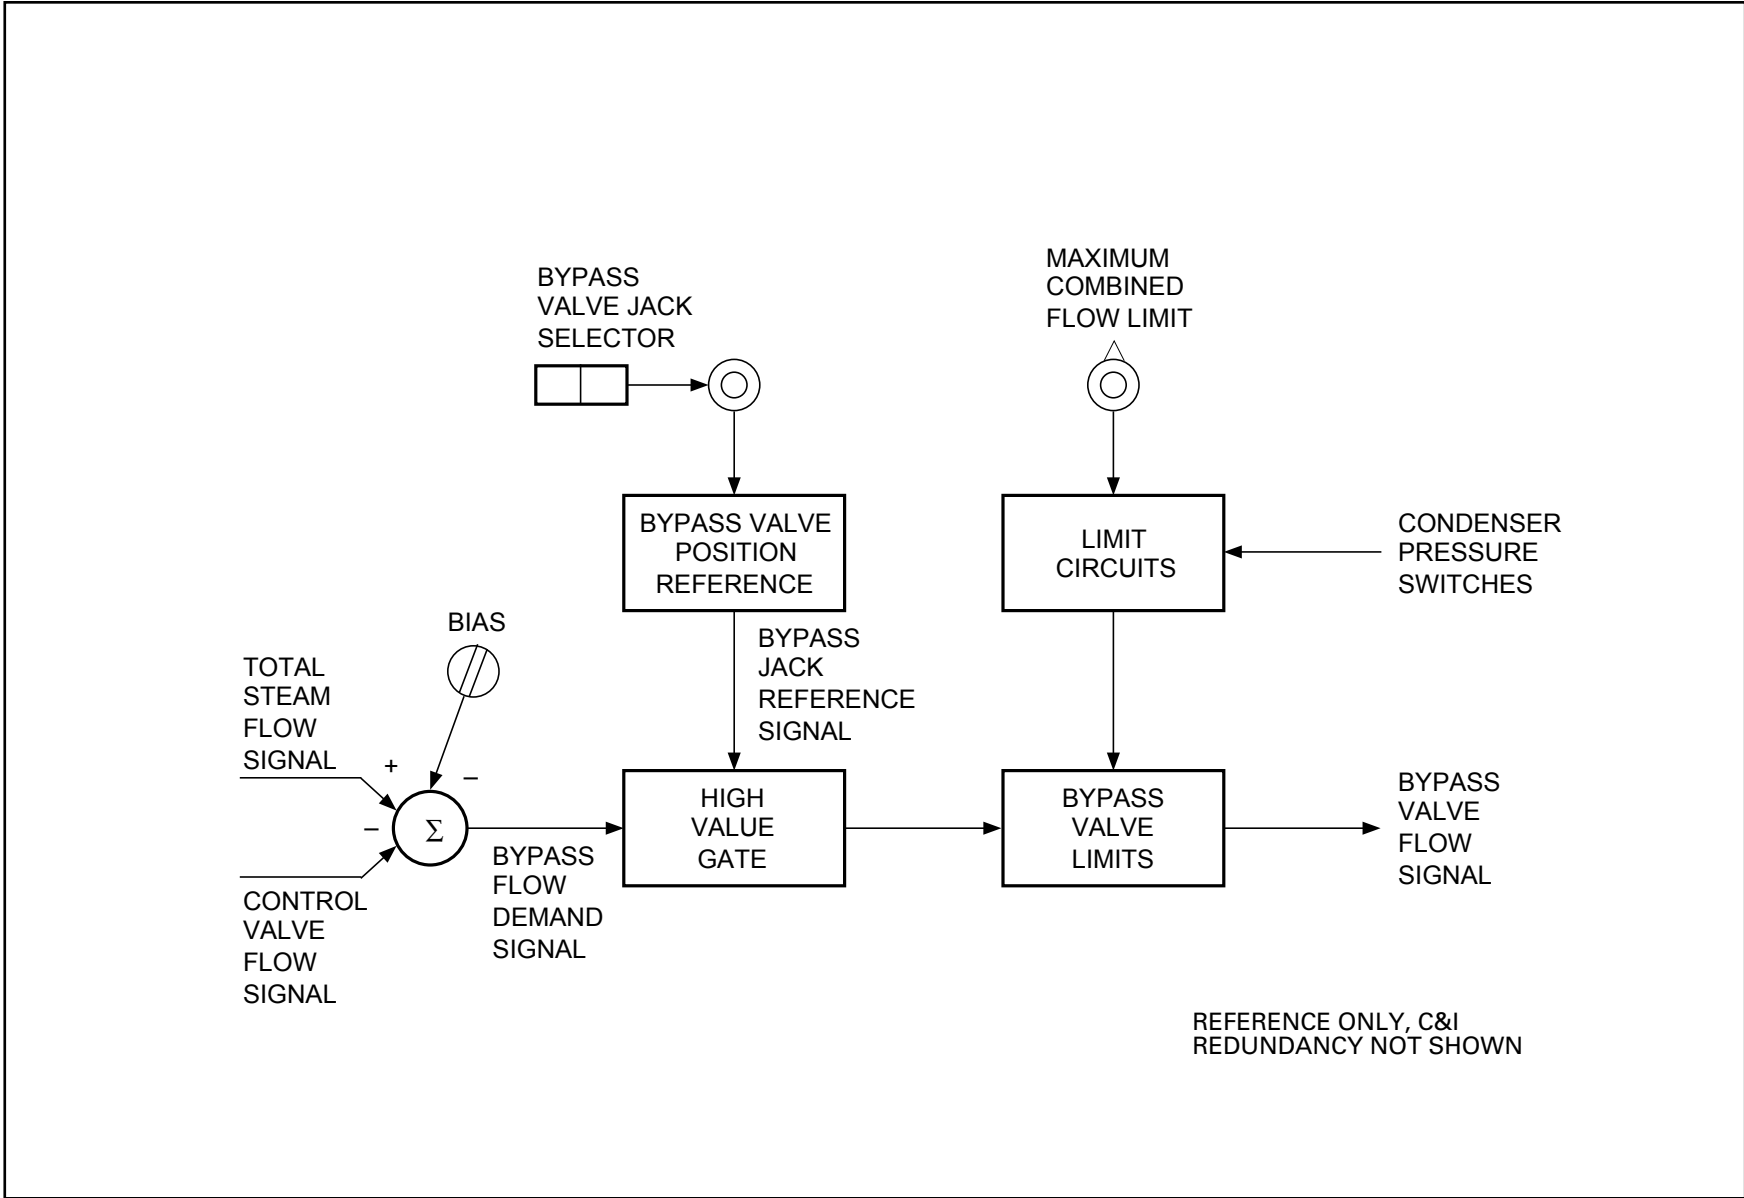 BYPASS
VALVE JACK
SELECTOR
MAXIMUM
COMBINED
FLOW LIMIT
BYPASS VALVE
POSITION
REFERENCE
LIMIT
CIRCUITS
CONDENSER
PRESSURE
SWITCHES
BIAS
BYPASS
JACK
REFERENCE
SIGNAL
TOTAL
STEAM
FLOW
SIGNAL
+
−
−
Σ
HIGH
VALUE
GATE
BYPASS
VALVE
LIMITS
BYPASS
VALVE
FLOW
SIGNAL
BYPASS
FLOW
DEMAND
SIGNAL
CONTROL
VALVE
FLOW
SIGNAL
REFERENCE ONLY, C&I
REDUNDANCY NOT SHOWN